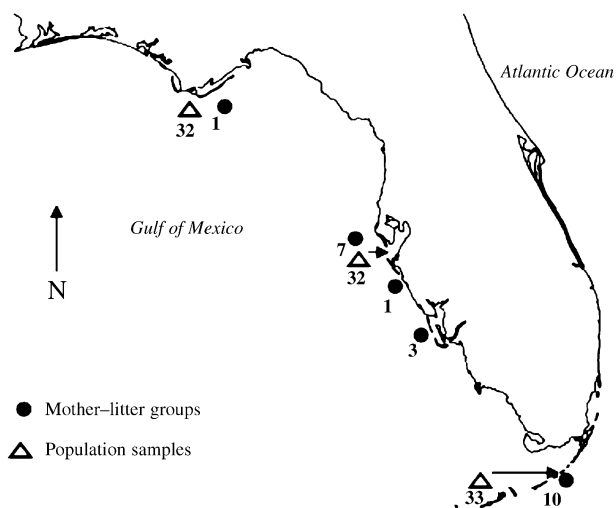 Atlantic Ocean
32
1
Gulf of Mexico
7
32
1
N
3
Mother–litter groups
Population samples
33
10